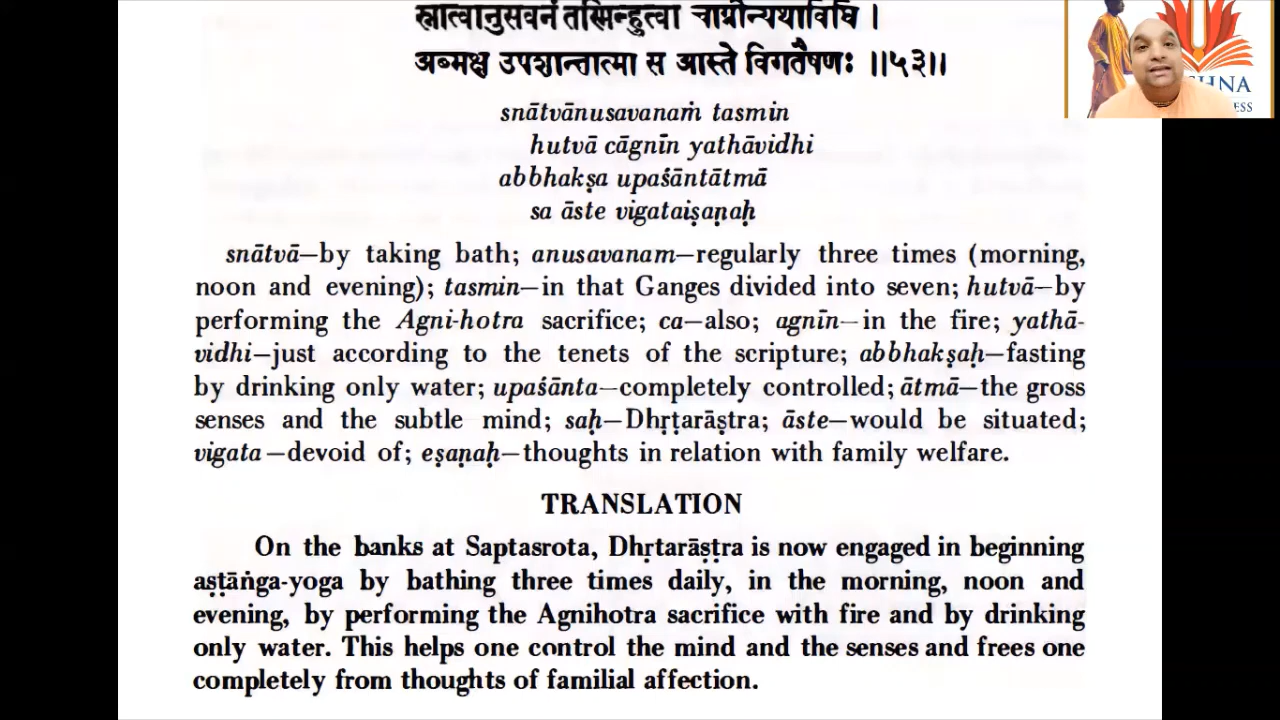 स्नात्वानुसवनं तस्मिन्हुत्वा चाग्नीन्यथाविधि ।
अब्भक्ष उपशान्तात्मा स आस्ते विगतैषणः ॥५३॥
snātvānusavanaṁ tasmin
hutvā cāgnīn yathāvidhi
abbhakṣa upaśāntātmā
sa āste vigataiṣaṇaḥ
snātvā—by taking bath; anusavanam—regularly three times (morning,
noon and evening); tasmin—in that Ganges divided into seven; hutvā—by
performing the Agni-hotra sacrifice; ca—also; agnīn—in the fire; yathā-
vidhi—just according to the tenets of the scripture; abbhakṣaḥ—fasting
by drinking only water; upaśānta—completely controlled; ātmā—the gross
senses and the subtle mind; saḥ—Dhṛtarāṣtra; āste—would be situated;
vigata—devoid of; eṣaṇaḥ—thoughts in relation with family welfare.
TRANSLATION
On the banks at Saptasrota, Dhṛtarāṣṭra is now engaged in beginning
aṣṭāṅga-yoga by bathing three times daily, in the morning, noon and
evening, by performing the Agnihotra sacrifice with fire and by drinking
only water. This helps one control the mind and the senses and frees one
completely from thoughts of familial affection.